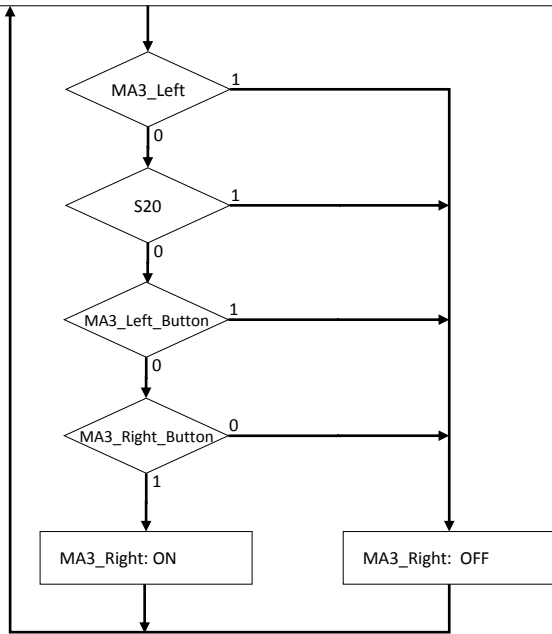 MA3_Left
1
0
S20
1
0
MA3_Left_Button
1
0
MA3_Right_Button
0
1
MA3_Right: ON
MA3_Right: OFF